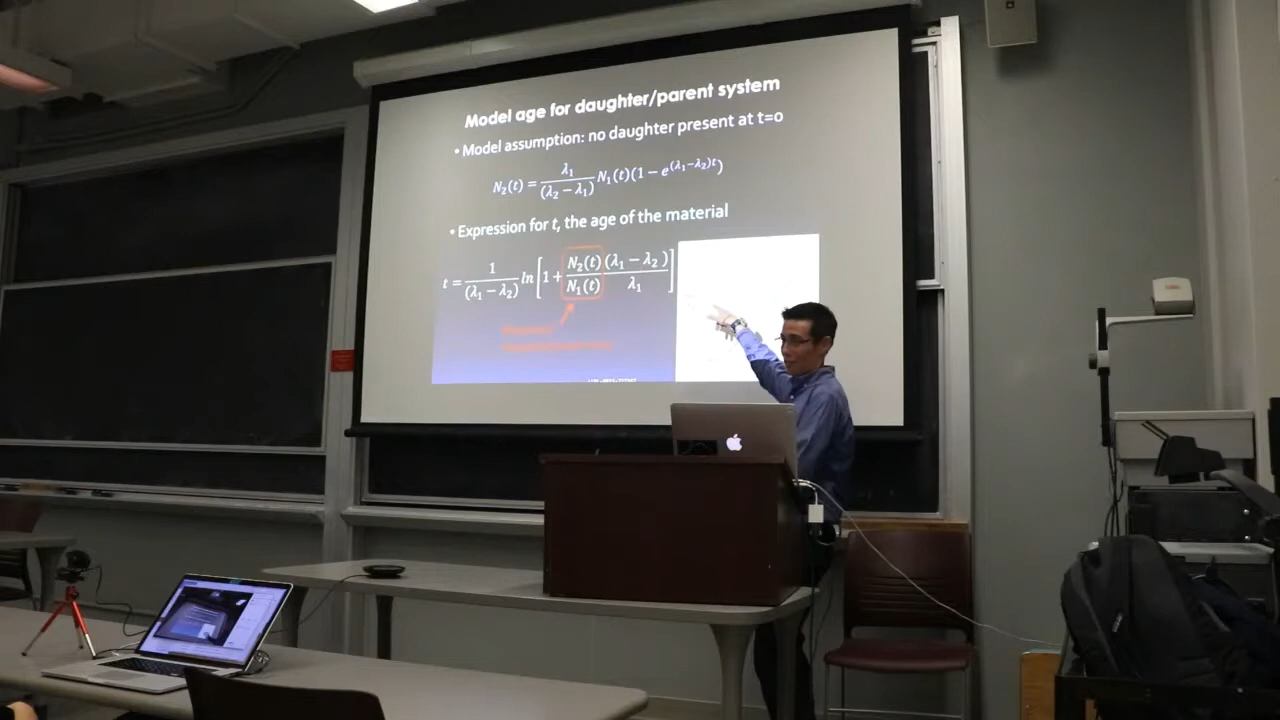 Model age for daughter/parent system
• Model assumption: no daughter present at t=0
N₂(t) = λ₁/(λ₂ − λ₁) N₁(t)(1 − e^(λ₁−λ₂)t)
• Expression for t, the age of the material
t = 1/(λ₁ − λ₂) ln[1 + N₂(t)/N₁(t) (λ₁ − λ₂)/λ₁]